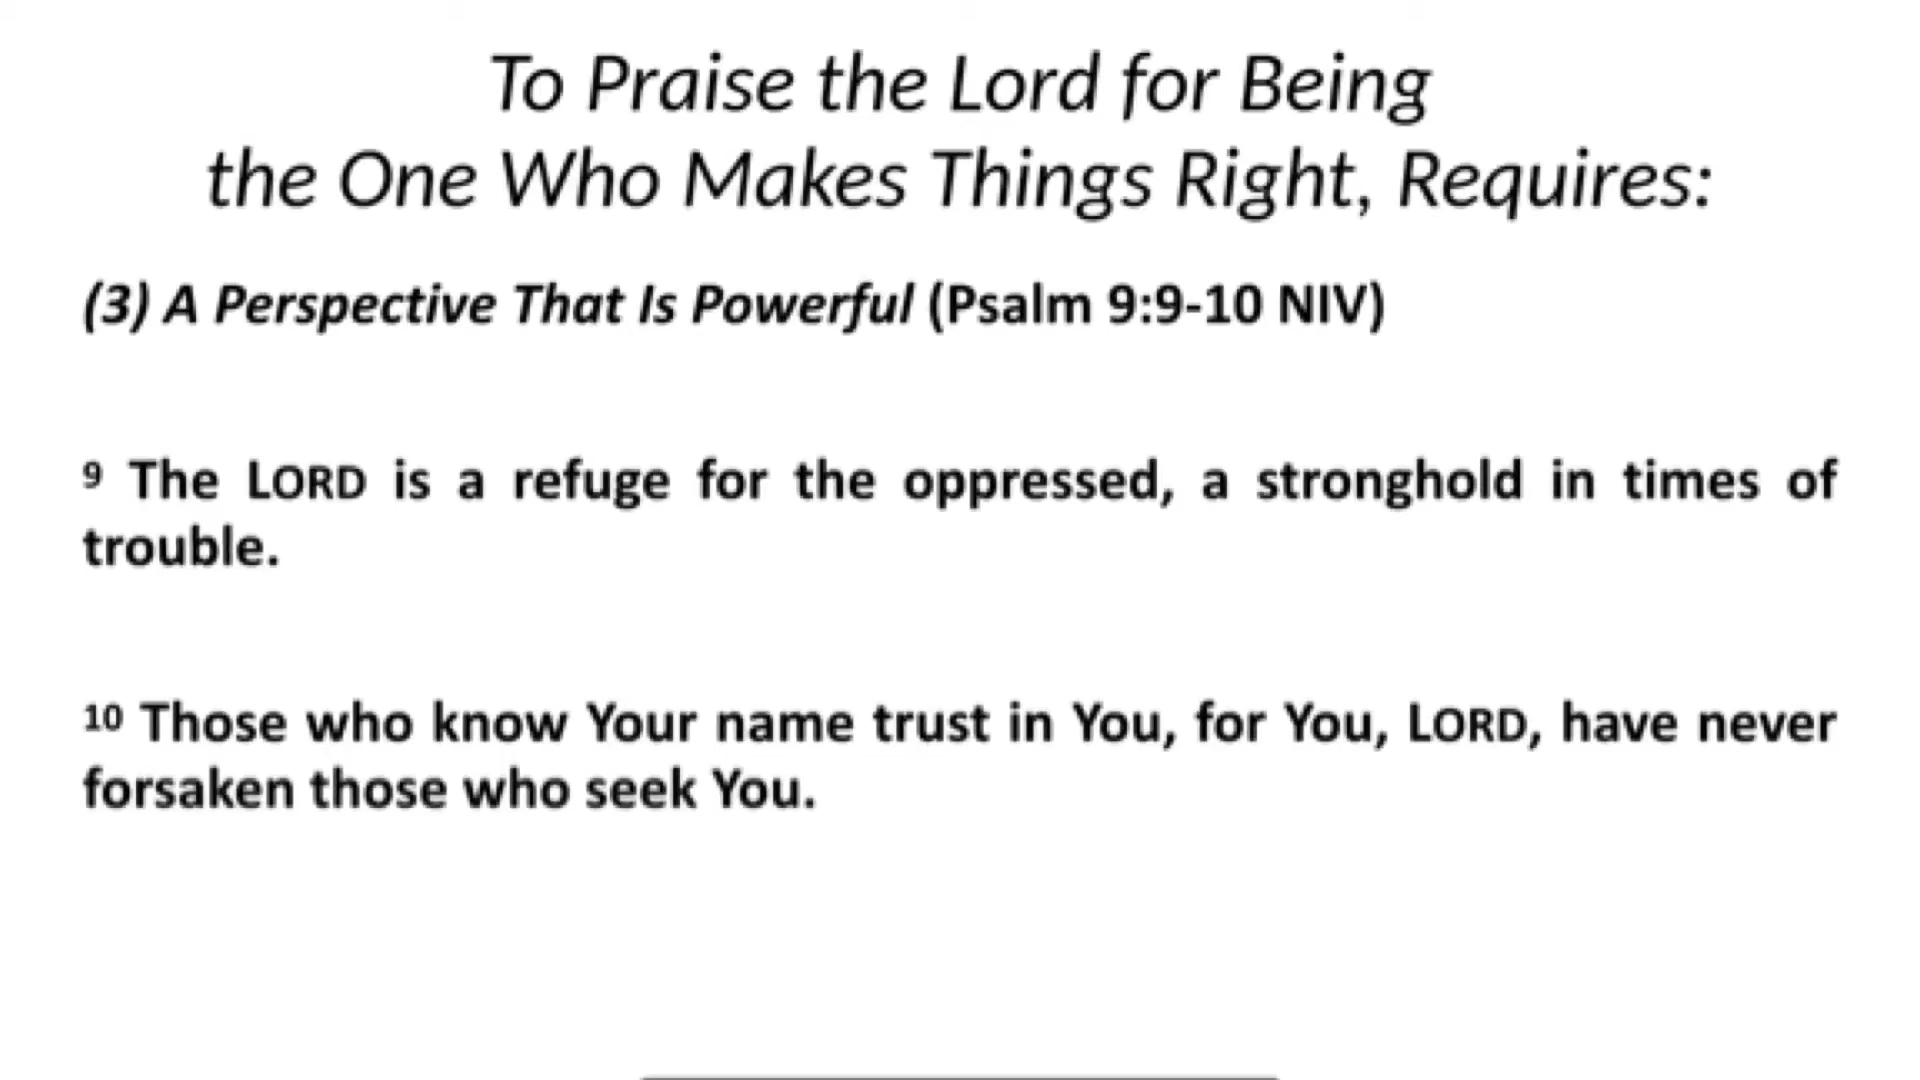 To Praise the Lord for Being
the One Who Makes Things Right, Requires:
(3) A Perspective That Is Powerful (Psalm 9:9-10 NIV)
9 The LORD is a refuge for the oppressed, a stronghold in times of
trouble.
10 Those who know Your name trust in You, for You, LORD, have never
forsaken those who seek You.